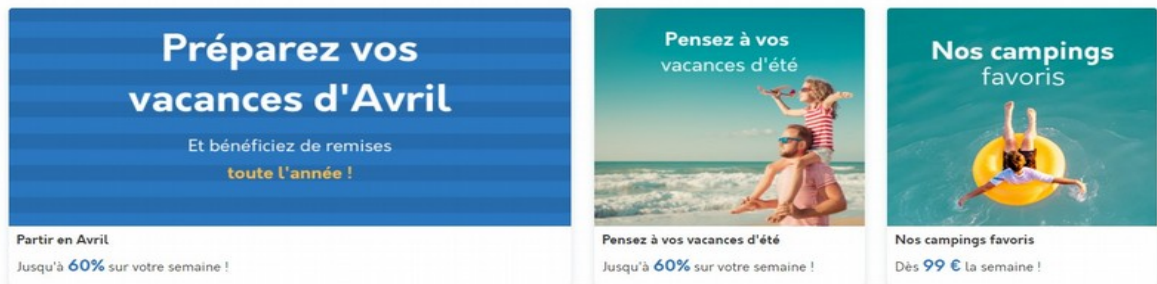 Préparez vos
vacances d'Avril
Et bénéficiez de remises
toute l'année !
Partir en Avril
Jusqu'à 60% sur votre semaine !
Pensez à vos
vacances d'été
Pensez à vos vacances d'été
Jusqu'à 60% sur votre semaine !
Nos campings
favoris
Nos campings favoris
Dès 99 € la semaine !